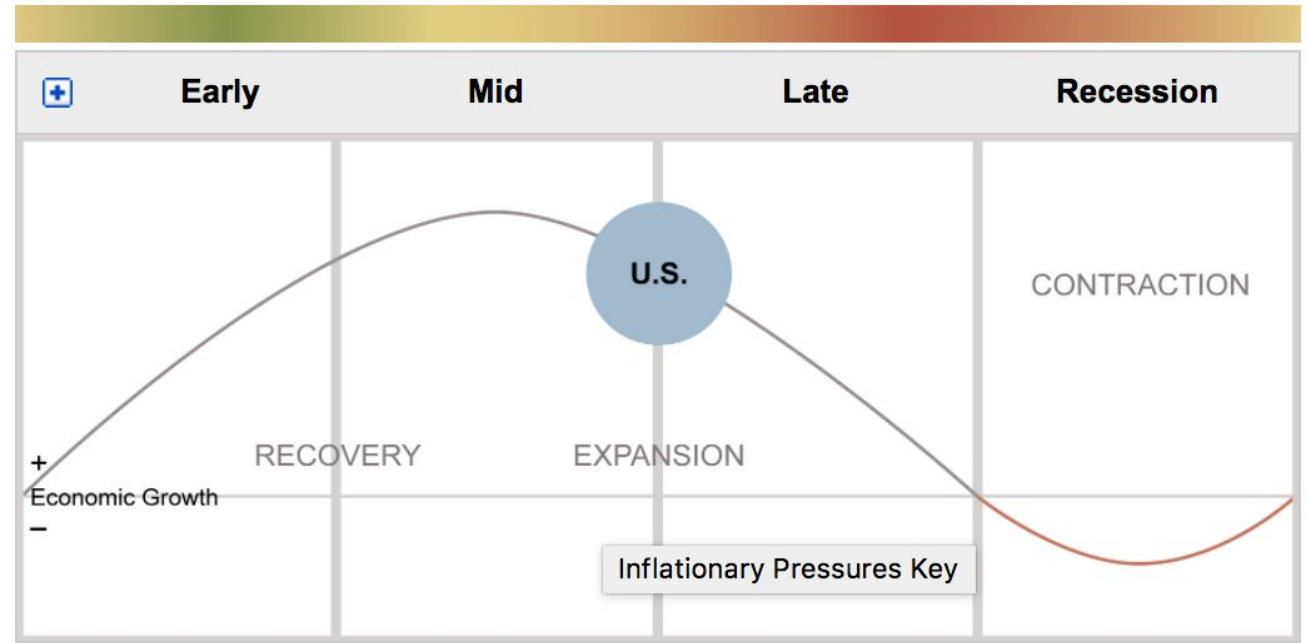 Early Mid Late Recession
U.S.
CONTRACTION
RECOVERY EXPANSION
+
Economic Growth
–
Inflationary Pressures Key